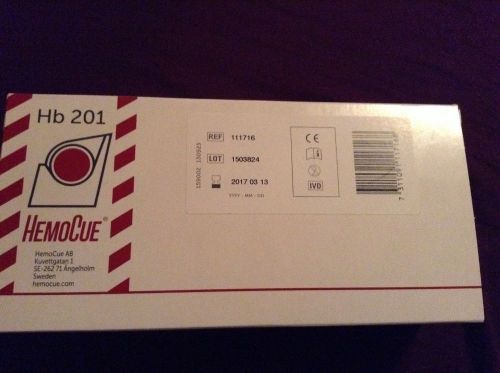 Hb 201
HEMOCUE®
HemoCue AB
Kuvettgatan 1
SE-262 71 Ängelholm
Sweden
hemocue.com
REF 111716
LOT 1503824
2017 03 13
YYYY - MM - DD
CE
IVD